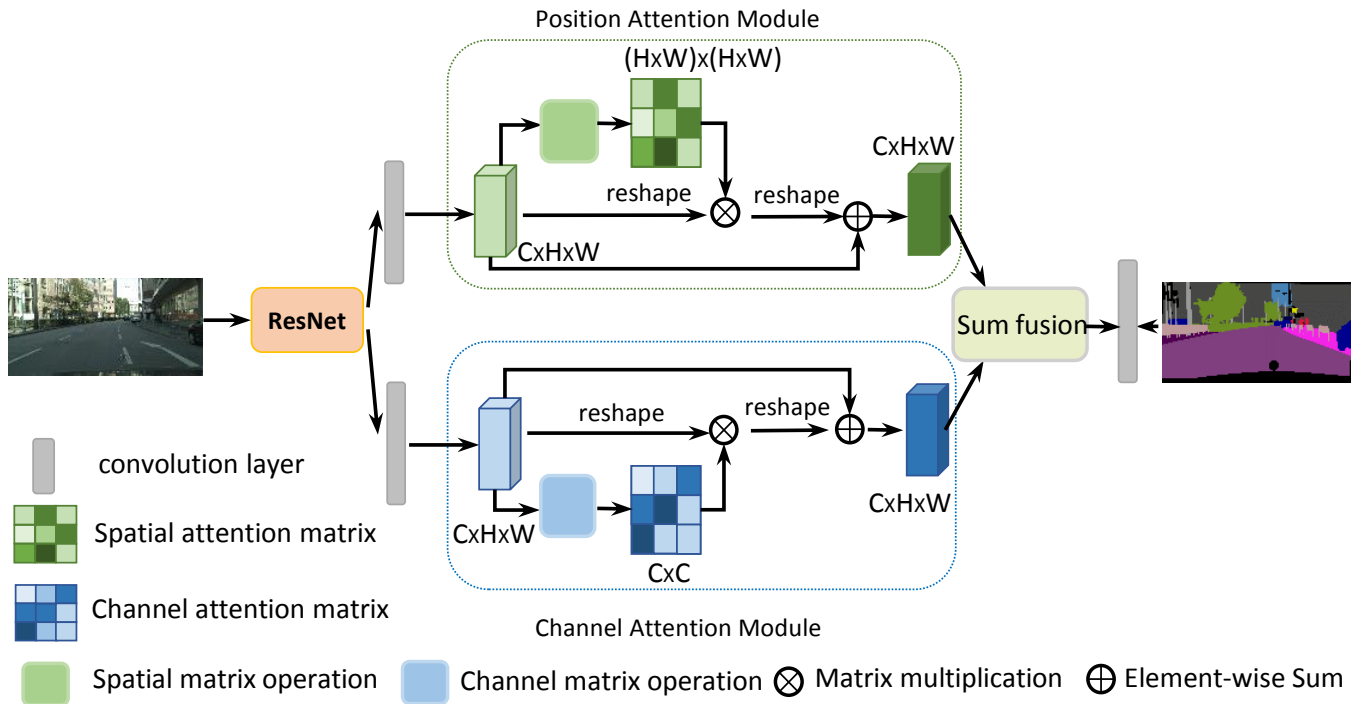 Position Attention Module
(HxW)x(HxW)
CxHxW
reshape
reshape
CxHxW
ResNet
Sum fusion
reshape
reshape
CxHxW
CxHxW
CxC
Channel Attention Module
convolution layer
Spatial attention matrix
Channel attention matrix
Spatial matrix operation
Channel matrix operation
Matrix multiplication
Element-wise Sum